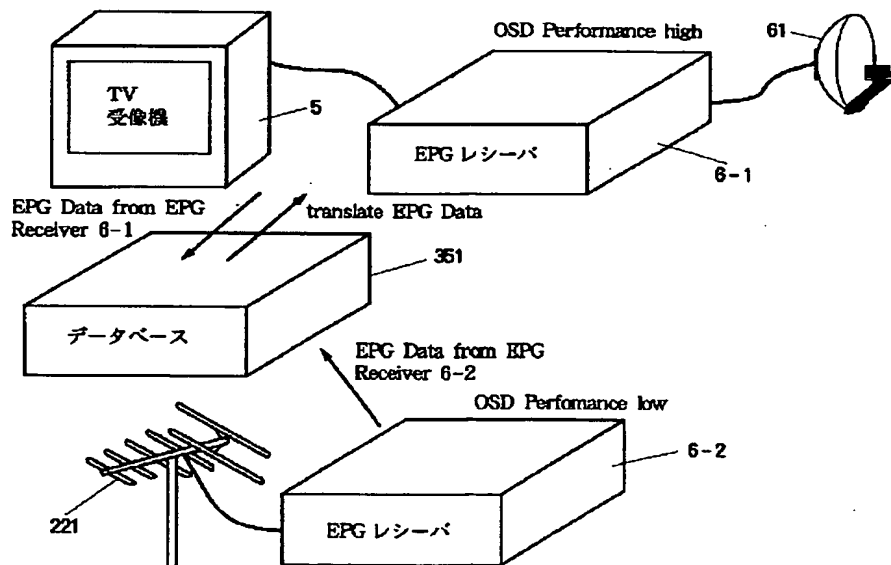 OSD Performance high
61
TV
受像機
5
EPG レシーバ
6-1
EPG Data from EPG
Receiver 6-1
translate EPG Data
351
データベース
EPG Data from EPG
Receiver 6-2
OSD Perfomance low
6-2
221
EPG レシーバ